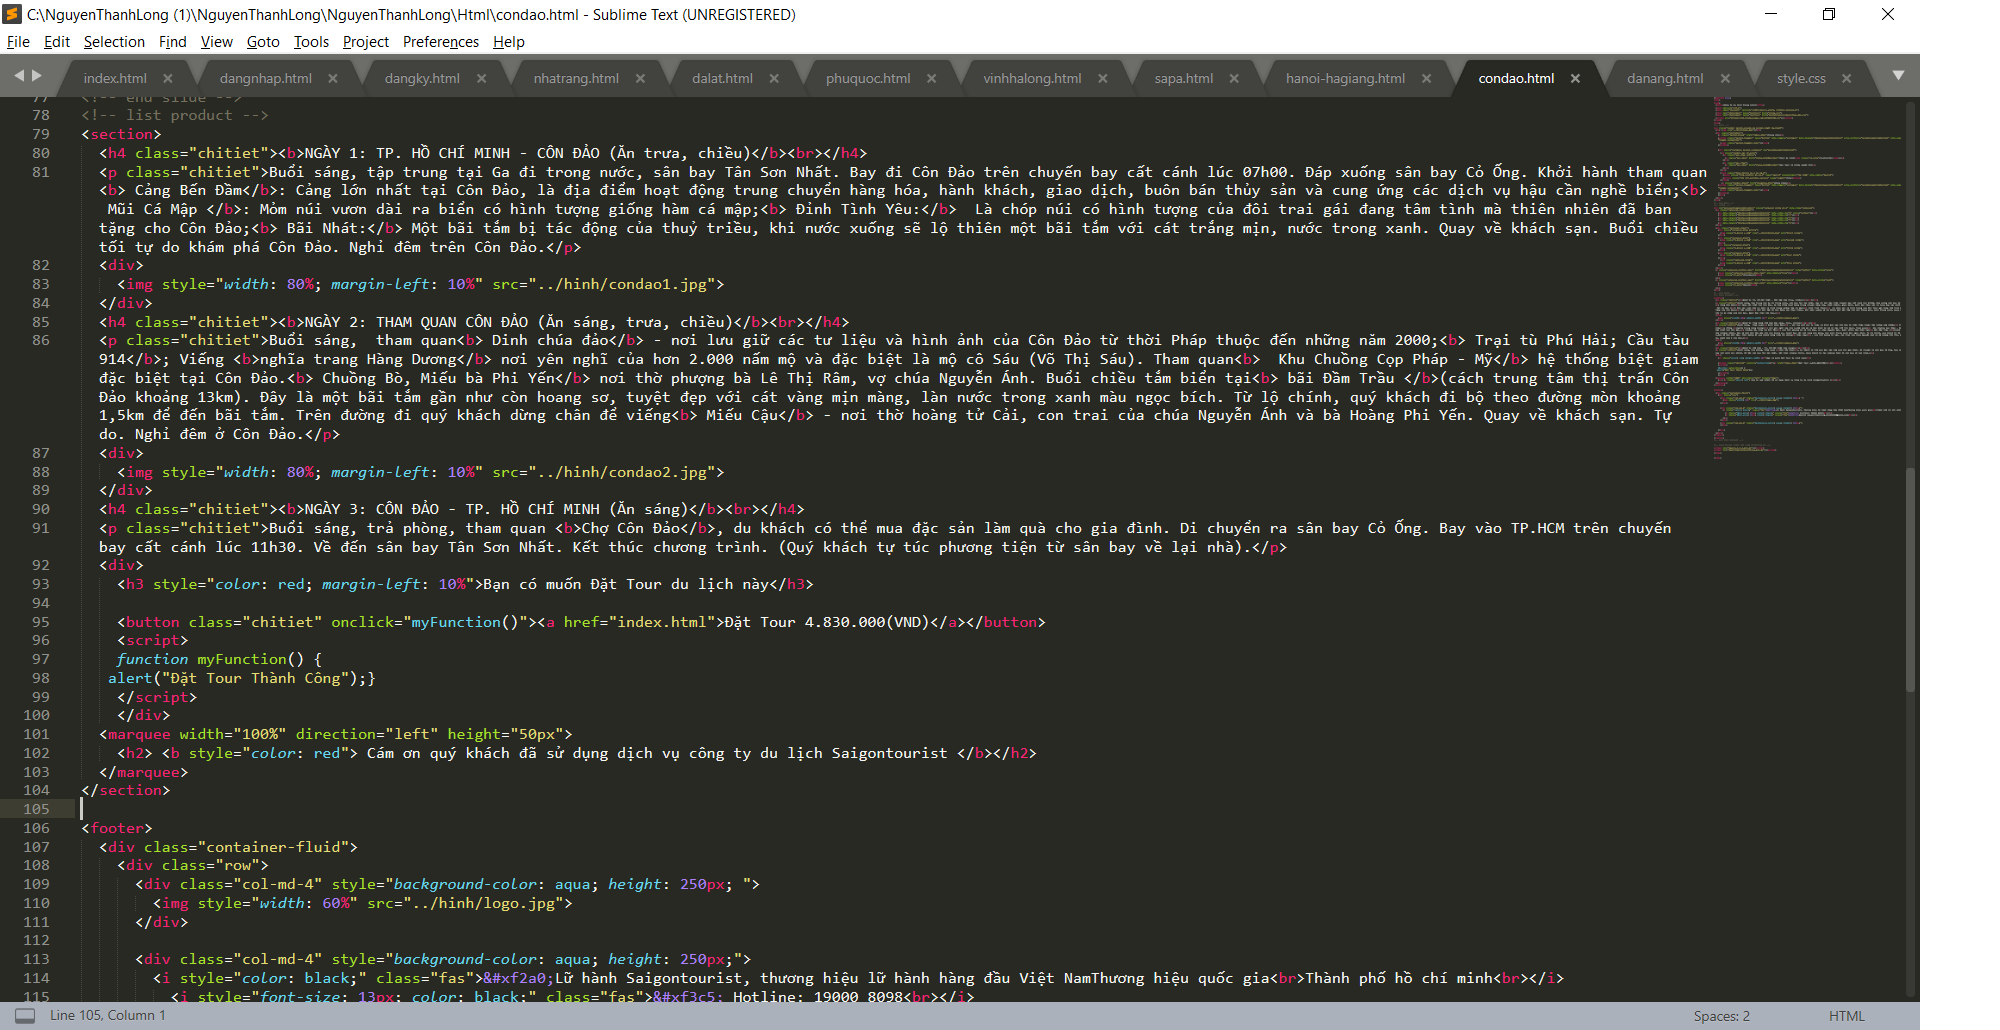 C:\NguyenThanhLong (1)\NguyenThanhLong\NguyenThanhLong\Html\condao.html - Sublime Text (UNREGISTERED)
File Edit Selection Find View Goto Tools Project Preferences Help
index.html dangnhap.html dangky.html nhatrang.html dalat.html phuquoc.html vinhhalong.html sapa.html hanoi-hagiang.html condao.html danang.html style.css
77 <!-- end slide -->
78 <!-- list product -->
79 <section>
80 <h4 class="chitiet"><b>NGÀY 1: TP. HỒ CHÍ MINH - CÔN ĐẢO (Ăn trưa, chiều)</b><br></h4>
81 <p class="chitiet">Buổi sáng, tập trung tại Ga đi trong nước, sân bay Tân Sơn Nhất. Bay đi Côn Đảo trên chuyến bay cất cánh lúc 07h00. Đáp xuống sân bay Cỏ Ống. Khởi hành tham quan
<b> Cảng Bến Đầm</b>: Cảng lớn nhất tại Côn Đảo, là địa điểm hoạt động trung chuyển hàng hóa, hành khách, giao dịch, buôn bán thủy sản và cung ứng các dịch vụ hậu cần nghề biển;<b>
Mũi Cá Mập </b>: Mỏm núi vươn dài ra biển có hình tượng giống hàm cá mập;<b> Đỉnh Tình Yêu:</b>  Là chóp núi có hình tượng của đôi trai gái đang tâm tình mà thiên nhiên đã ban
tặng cho Côn Đảo;<b> Bãi Nhát:</b> Một bãi tắm bị tác động của thuỷ triều, khi nước xuống sẽ lộ thiên một bãi tắm với cát trắng mịn, nước trong xanh. Quay về khách sạn. Buổi chiều
tối tự do khám phá Côn Đảo. Nghỉ đêm trên Côn Đảo.</p>
82 <div>
83 <img style="width: 80%; margin-left: 10%" src="../hinh/condao1.jpg">
84 </div>
85 <h4 class="chitiet"><b>NGÀY 2: THAM QUAN CÔN ĐẢO (Ăn sáng, trưa, chiều)</b><br></h4>
86 <p class="chitiet">Buổi sáng,  tham quan<b> Dinh chúa đảo</b> - nơi lưu giữ các tư liệu và hình ảnh của Côn Đảo từ thời Pháp thuộc đến những năm 2000;<b> Trại tù Phú Hải; Cầu tàu
914</b>; Viếng <b>nghĩa trang Hàng Dương</b> nơi yên nghĩ của hơn 2.000 nấm mộ và đặc biệt là mộ cô Sáu (Võ Thị Sáu). Tham quan<b>  Khu Chuồng Cọp Pháp - Mỹ</b> hệ thống biệt giam
đặc biệt tại Côn Đảo.<b> Chuồng Bò, Miếu bà Phi Yến</b> nơi thờ phượng bà Lê Thị Râm, vợ chúa Nguyễn Ánh. Buổi chiều tắm biển tại<b> bãi Đầm Trầu </b>(cách trung tâm thị trấn Côn
Đảo khoảng 13km). Đây là một bãi tắm gần như còn hoang sơ, tuyệt đẹp với cát vàng mịn màng, làn nước trong xanh màu ngọc bích. Từ lộ chính, quý khách đi bộ theo đường mòn khoảng
1,5km để đến bãi tắm. Trên đường đi quý khách dừng chân để viếng<b> Miếu Cậu</b> - nơi thờ hoàng tử Cải, con trai của chúa Nguyễn Ánh và bà Hoàng Phi Yến. Quay về khách sạn. Tự
do. Nghỉ đêm ở Côn Đảo.</p>
87 <div>
88 <img style="width: 80%; margin-left: 10%" src="../hinh/condao2.jpg">
89 </div>
90 <h4 class="chitiet"><b>NGÀY 3: CÔN ĐẢO - TP. HỒ CHÍ MINH (Ăn sáng)</b><br></h4>
91 <p class="chitiet">Buổi sáng, trả phòng, tham quan <b>Chợ Côn Đảo</b>, du khách có thể mua đặc sản làm quà cho gia đình. Di chuyển ra sân bay Cỏ Ống. Bay vào TP.HCM trên chuyến
bay cất cánh lúc 11h30. Về đến sân bay Tân Sơn Nhất. Kết thúc chương trình. (Quý khách tự túc phương tiện từ sân bay về lại nhà).</p>
92 <div>
93 <h3 style="color: red; margin-left: 10%">Bạn có muốn Đặt Tour du lịch này</h3>
94
95 <button class="chitiet" onclick="myFunction()"><a href="index.html">Đặt Tour 4.830.000(VND)</a></button>
96 <script>
97 function myFunction() {
98 alert("Đặt Tour Thành Công");}
99 </script>
100 </div>
101 <marquee width="100%" direction="left" height="50px">
102 <h2> <b style="color: red"> Cám ơn quý khách đã sử dụng dịch vụ công ty du lịch Saigontourist </b></h2>
103 </marquee>
104 </section>
105
106 <footer>
107 <div class="container-fluid">
108 <div class="row">
109 <div class="col-md-4" style="background-color: aqua; height: 250px; ">
110 <img style="width: 60%" src="../hinh/logo.jpg">
111 </div>
112
113 <div class="col-md-4" style="background-color: aqua; height: 250px;">
114 <i style="color: black;" class="fas">&#xf2a0;Lữ hành Saigontourist, thương hiệu lữ hành hàng đầu Việt NamThương hiệu quốc gia<br>Thành phố hồ chí minh<br></i>
115 <i style="font-size: 13px; color: black;" class="fas">&#xf3c5; Hotline: 19000 8098<br></i>
Line 105, Column 1 Spaces: 2 HTML